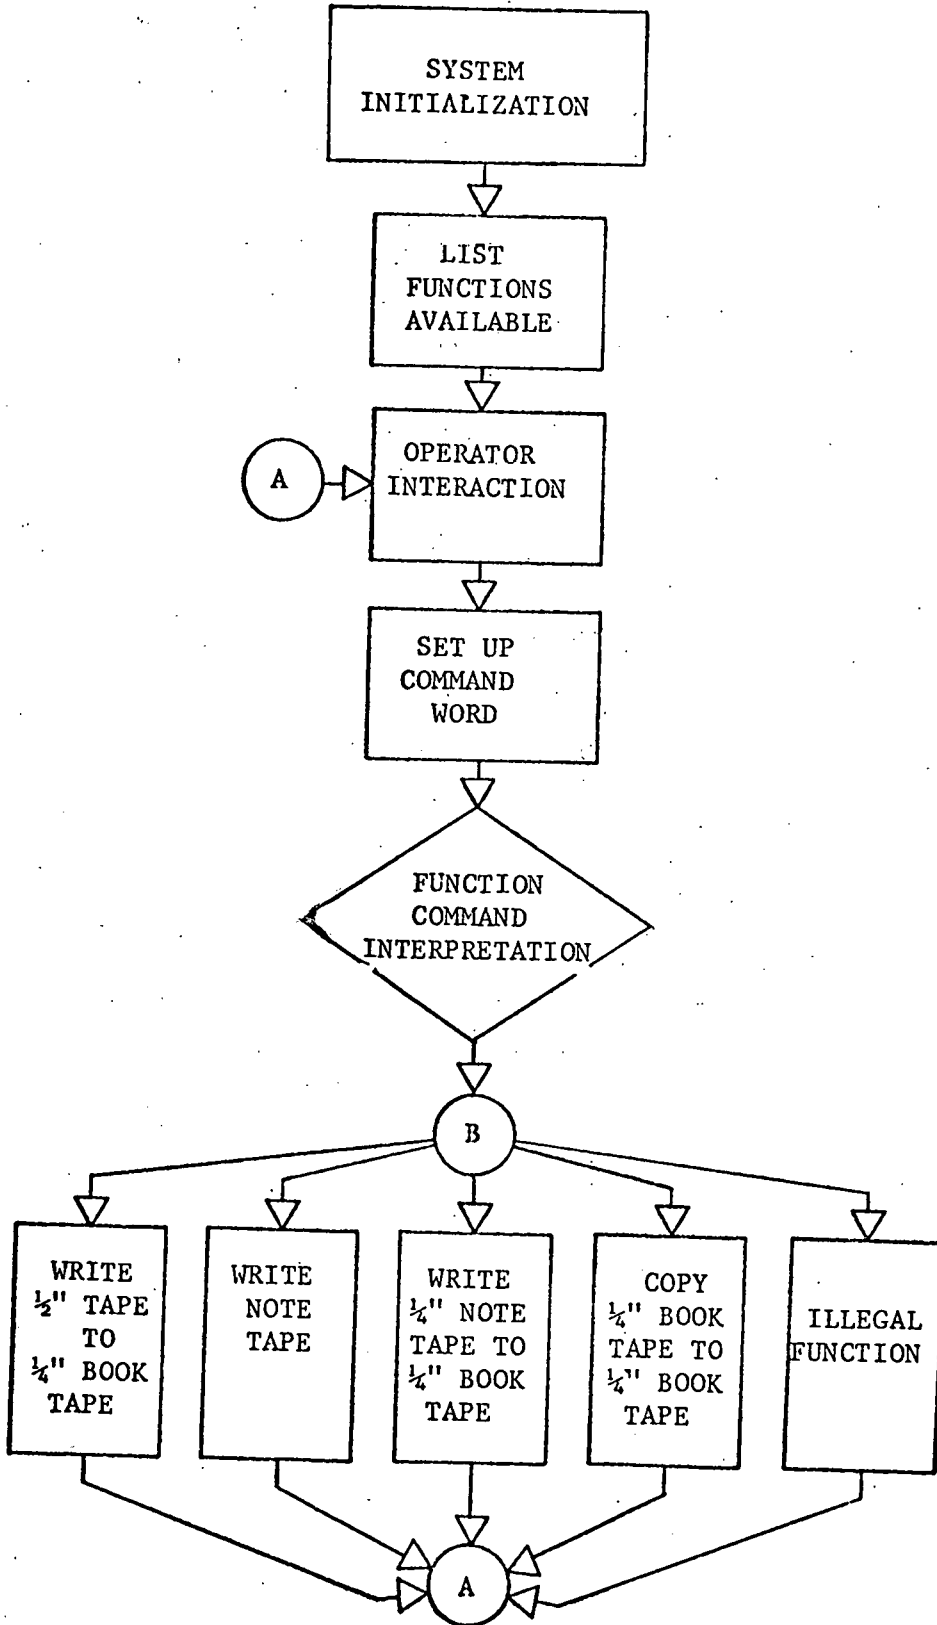 SYSTEM
INITIALIZATION
LIST
FUNCTIONS
AVAILABLE
OPERATOR
INTERACTION
A
SET UP
COMMAND
WORD
FUNCTION
COMMAND
INTERPRETATION
B
WRITE
½" TAPE
TO
¼" BOOK
TAPE
WRITE
NOTE
TAPE
WRITE
¼" NOTE
TAPE TO
¼" BOOK
TAPE
COPY
¼" BOOK
TAPE TO
¼" BOOK
TAPE
ILLEGAL
FUNCTION
A